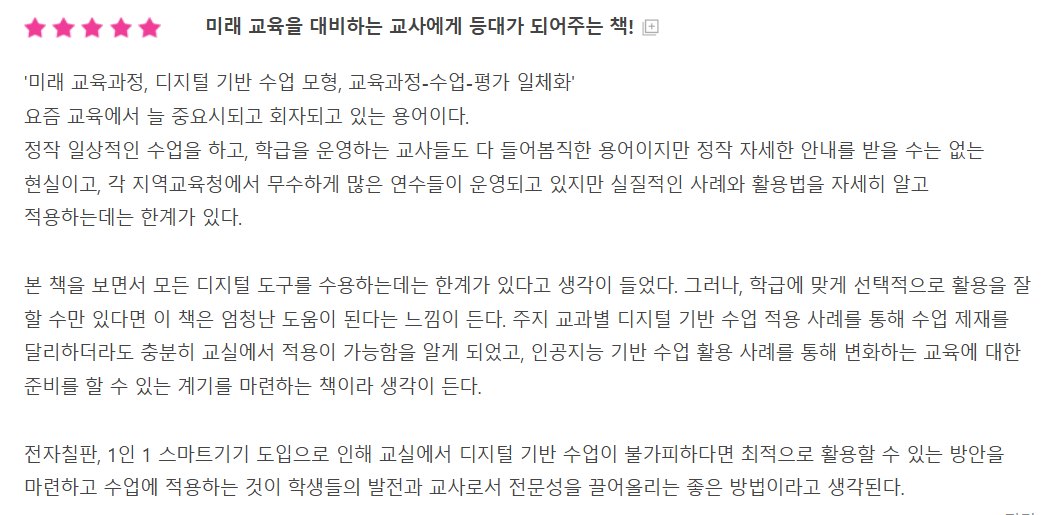 미래 교육을 대비하는 교사에게 등대가 되어주는 책!
'미래 교육과정, 디지털 기반 수업 모형, 교육과정-수업-평가 일체화'
요즘 교육에서 늘 중요시되고 회자되고 있는 용어이다.
정작 일상적인 수업을 하고, 학급을 운영하는 교사들도 다 들어봄직한 용어이지만 정작 자세한 안내를 받을 수는 없는
현실이고, 각 지역교육청에서 무수하게 많은 연수들이 운영되고 있지만 실질적인 사례와 활용법을 자세히 알고
적용하는데는 한계가 있다.
본 책을 보면서 모든 디지털 도구를 수용하는데는 한계가 있다고 생각이 들었다. 그러나, 학급에 맞게 선택적으로 활용을 잘
할 수만 있다면 이 책은 엄청난 도움이 된다는 느낌이 든다. 주지 교과별 디지털 기반 수업 적용 사례를 통해 수업 제재를
달리하더라도 충분히 교실에서 적용이 가능함을 알게 되었고, 인공지능 기반 수업 활용 사례를 통해 변화하는 교육에 대한
준비를 할 수 있는 계기를 마련하는 책이라 생각이 든다.
전자칠판, 1인 1 스마트기기 도입으로 인해 교실에서 디지털 기반 수업이 불가피하다면 최적으로 활용할 수 있는 방안을
마련하고 수업에 적용하는 것이 학생들의 발전과 교사로서 전문성을 끌어올리는 좋은 방법이라고 생각된다.